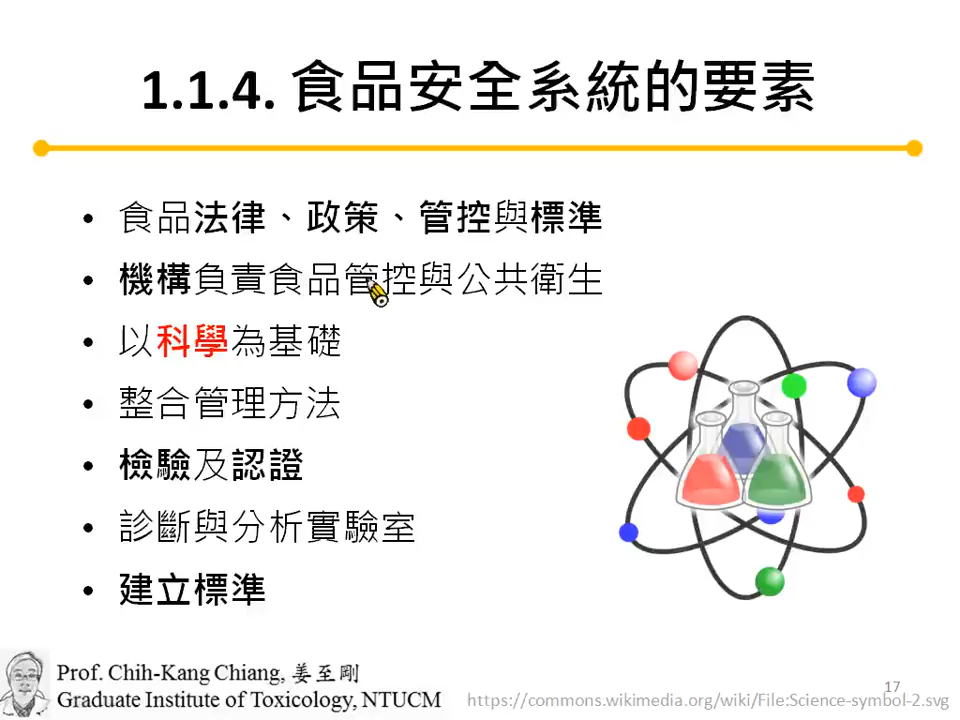 1.1.4. 食品安全系統的要素
• 食品法律、政策、管控與標準
• 機構負責食品管控與公共衛生
• 以科學為基礎
• 整合管理方法
• 檢驗及認證
• 診斷與分析實驗室
• 建立標準
Prof. Chih-Kang Chiang, 姜至剛
Graduate Institute of Toxicology, NTUCM
17
https://commons.wikimedia.org/wiki/File:Science-symbol-2.svg